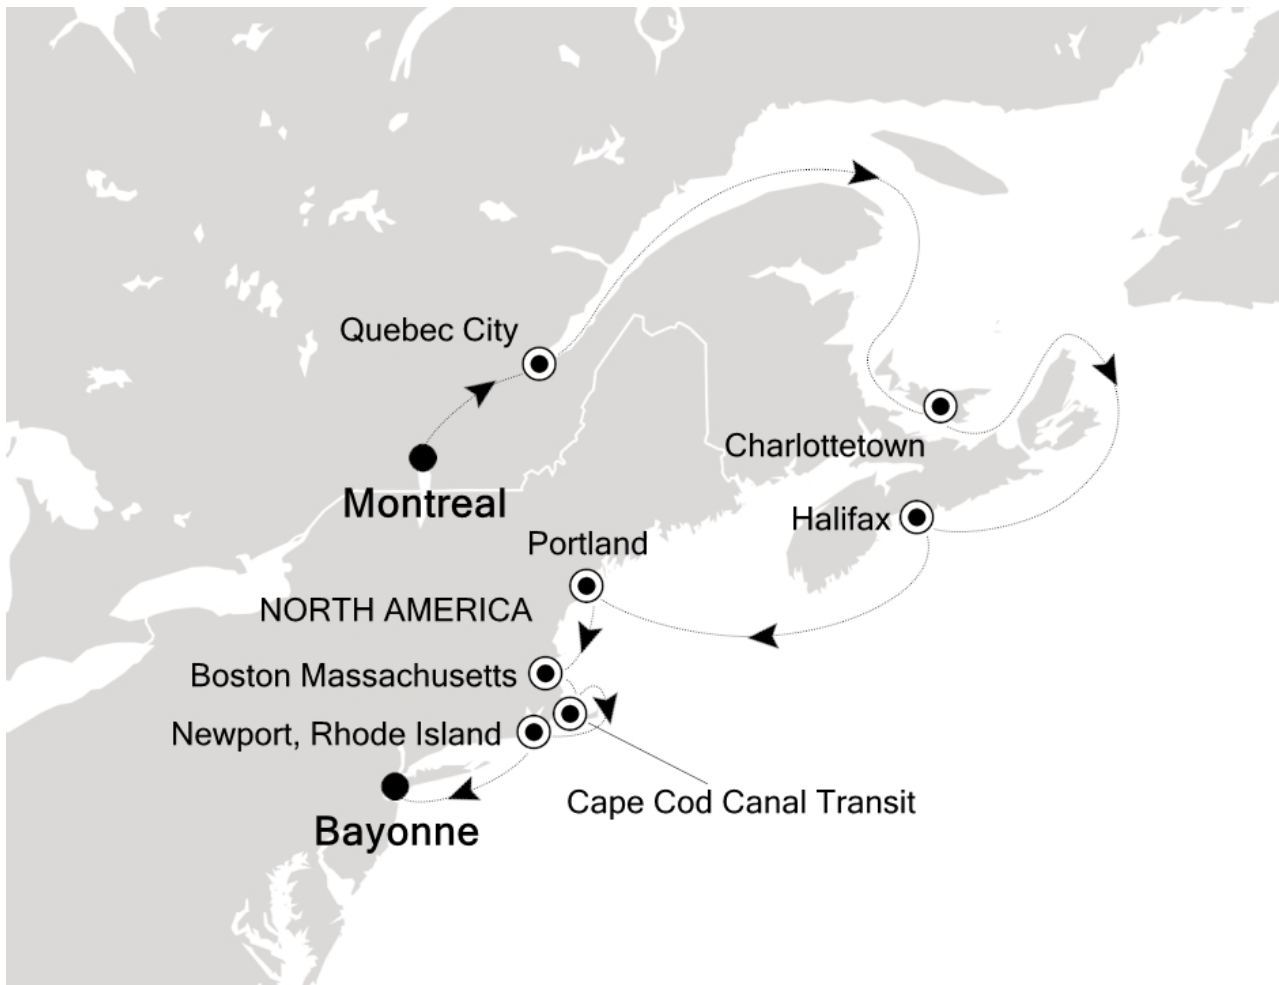 Quebec City
Charlottetown
Montreal
Halifax
Portland
NORTH AMERICA
Boston Massachusetts
Newport, Rhode Island
Cape Cod Canal Transit
Bayonne